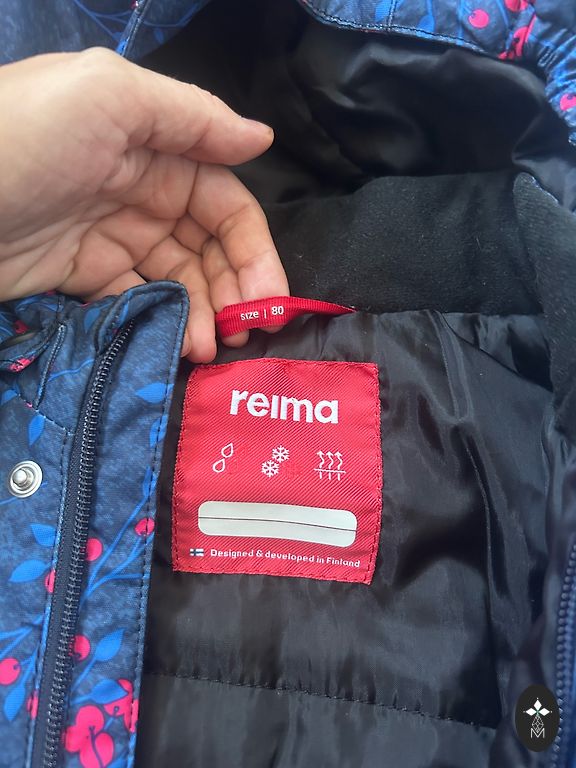 size | 80
reima
Designed & developed in Finland